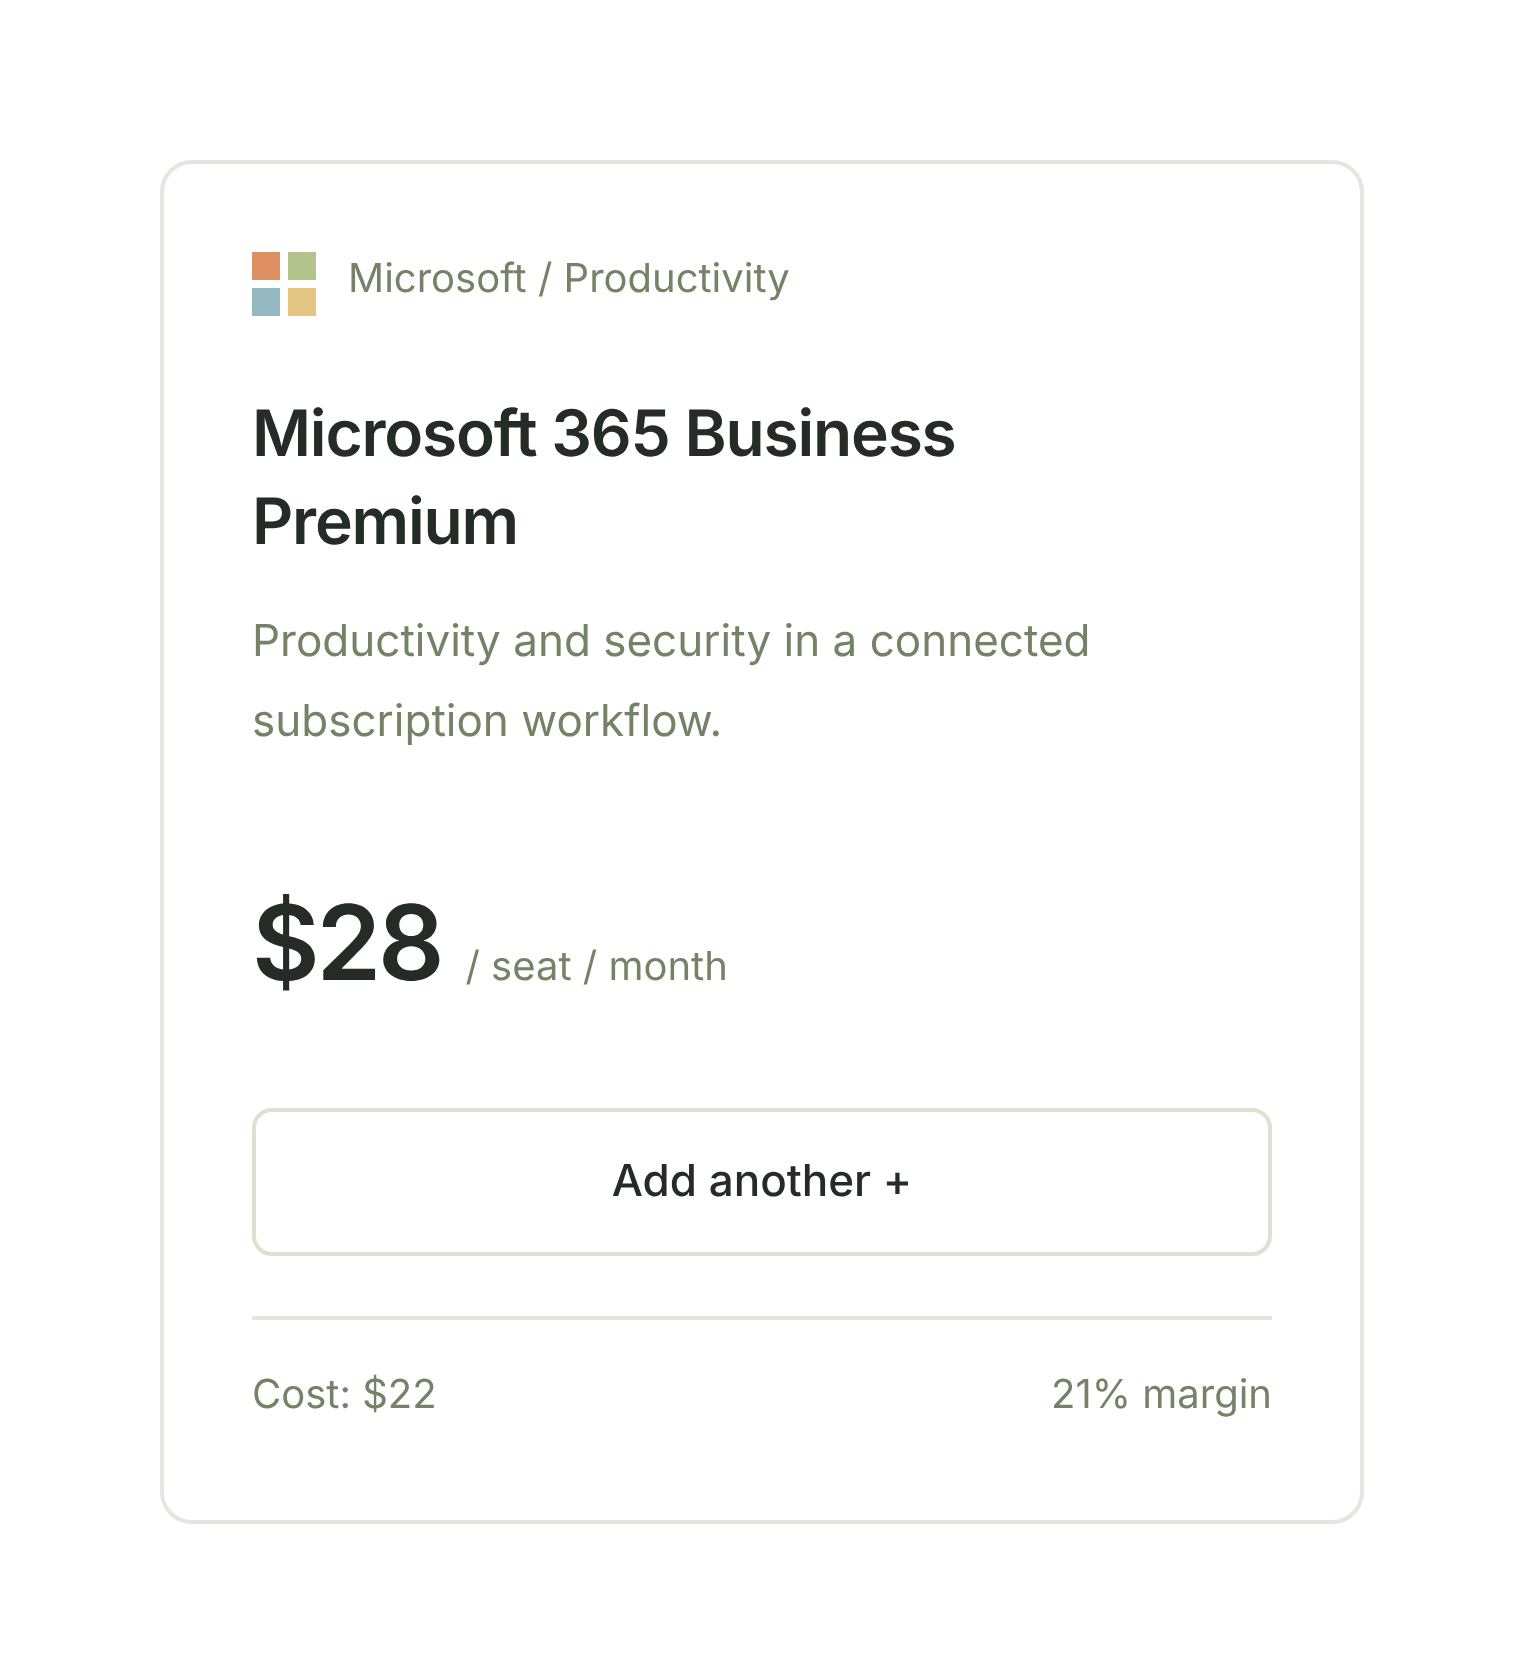 Microsoft / Productivity
Microsoft 365 Business
Premium
Productivity and security in a connected
subscription workflow.
$28 / seat / month
Add another +
Cost: $22 21% margin